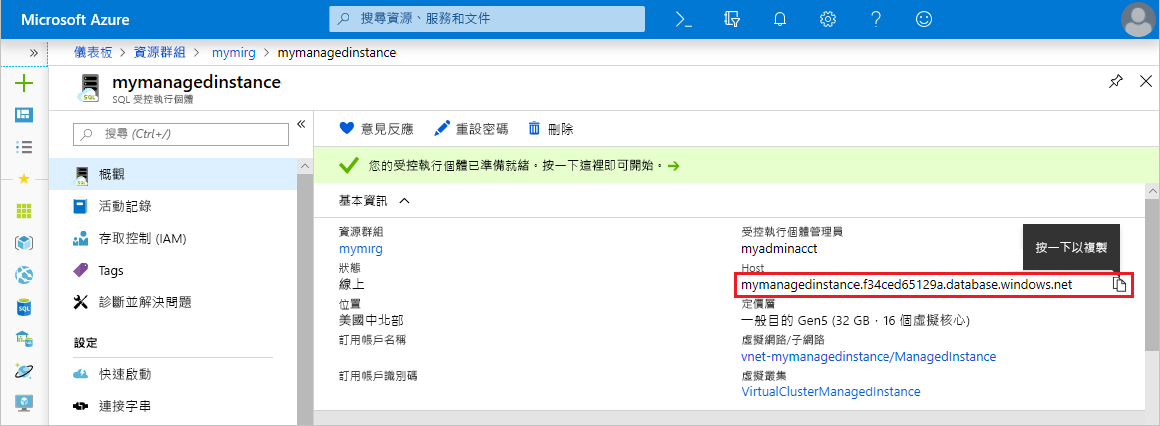 Microsoft Azure
搜尋資源、服務和文件
儀表板 > 資源群組 > mymirg > mymanagedinstance
mymanagedinstance
SQL 受控執行個體
搜尋 (Ctrl+/)
概觀
活動記錄
存取控制 (IAM)
Tags
診斷並解決問題
設定
快速啟動
連接字串
意見反應
重設密碼
刪除
您的受控執行個體已準備就緒。按一下這裡即可開始。
基本資訊
資源群組
mymirg
狀態
線上
位置
美國中北部
訂用帳戶名稱
訂用帳戶識別碼
受控執行個體管理員
myadminacct
按一下以複製
Host
mymanagedinstance.f34ced65129a.database.windows.net
定價層
一般目的 Gen5 (32 GB，16 個虛擬核心)
虛擬網路/子網路
vnet-mymanagedinstance/ManagedInstance
虛擬叢集
VirtualClusterManagedInstance